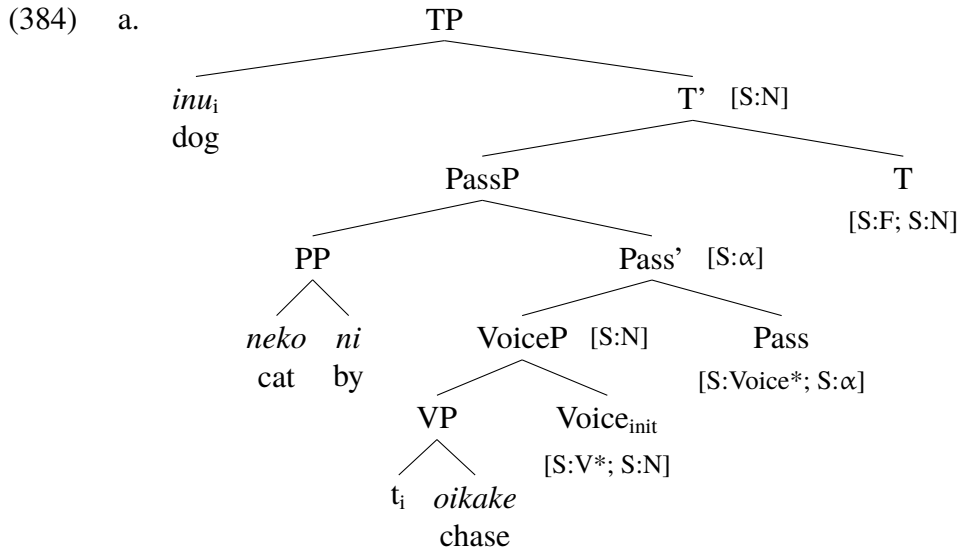 (384) a. TP
inu_i T' [S:N]
dog
PassP T
[S:F; S:N]
PP Pass' [S:α]
neko ni VoiceP [S:N] Pass
cat by [S:Voice*; S:α]
VP Voice_init
[S:V*; S:N]
t_i oikake
chase